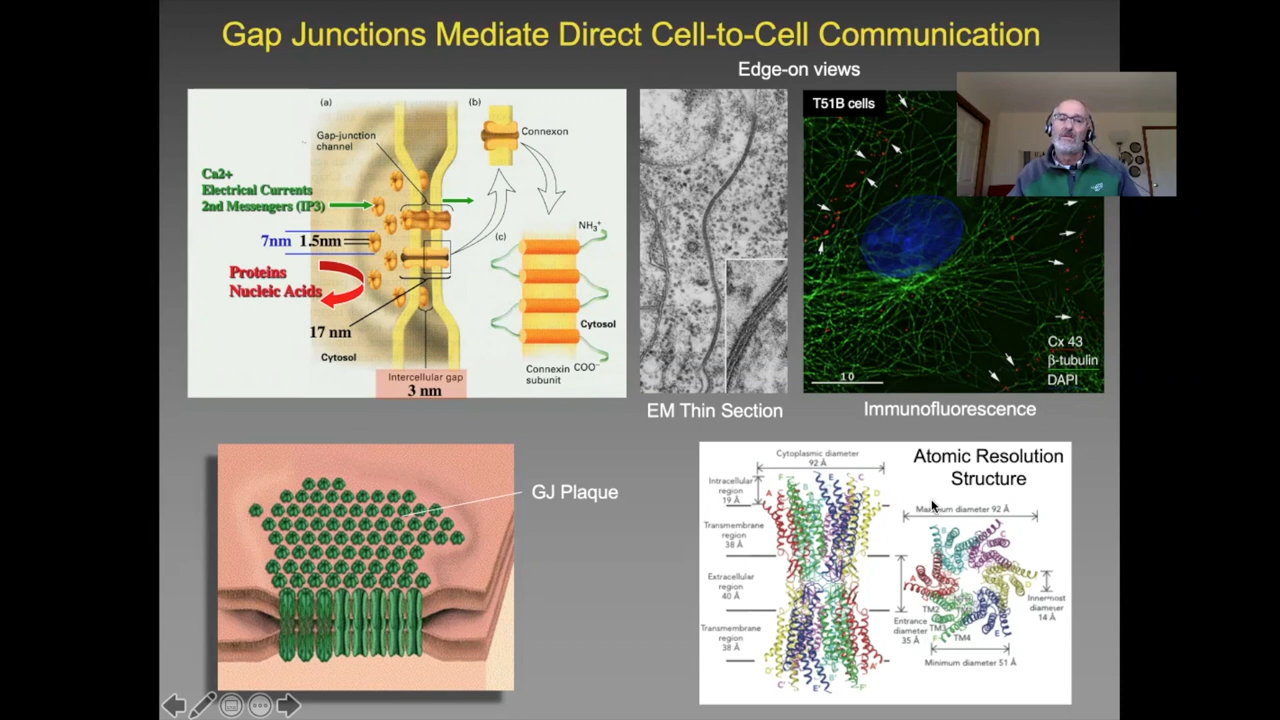 Gap Junctions Mediate Direct Cell-to-Cell Communication
Edge-on views
(a)
(b)
Gap-junction
channel
Connexon
Ca2+
Electrical Currents
2nd Messengers (IP3)
7nm 1.5nm
Proteins
Nucleic Acids
17 nm
Cytosol
Intercellular gap
3 nm
(c)
NH₃⁺
Cytosol
Connexin COO⁻
subunit
EM Thin Section
T51B cells
10
Cx 43
β-tubulin
DAPI
Immunofluorescence
GJ Plaque
Atomic Resolution
Structure
Cytoplasmic diameter
92 Å
Intracellular
region
19 Å
Transmembrane
region
38 Å
Extracellular
region
40 Å
Transmembrane
region
38 Å
F
B
E
C
A
D
D'
C'
E'
B'
F'
A'
Maximum diameter 92 Å
B
C
A
D
TM2
TM3
TM4
F
E
Entrance
diameter
35 Å
Innermost
diameter
14 Å
Minimum diameter 51 Å